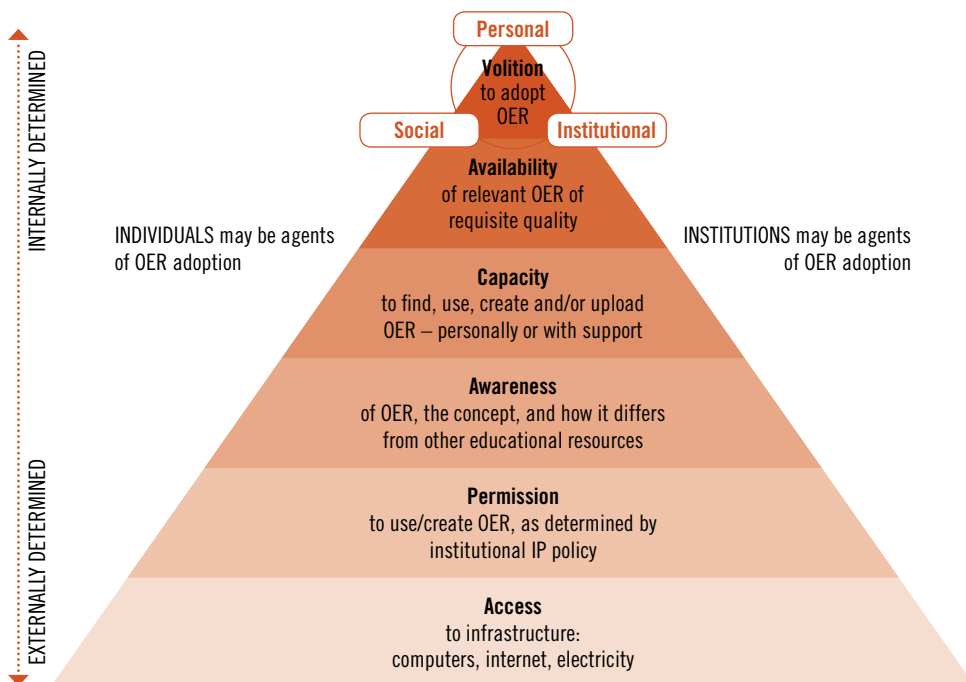 Personal
Volition
to adopt
OER
Social
Institutional
Availability
of relevant OER of
requisite quality
INTERNALLY DETERMINED
INDIVIDUALS may be agents
of OER adoption
INSTITUTIONS may be agents
of OER adoption
Capacity
to find, use, create and/or upload
OER – personally or with support
Awareness
of OER, the concept, and how it differs
from other educational resources
EXTERNALLY DETERMINED
Permission
to use/create OER, as determined by
institutional IP policy
Access
to infrastructure:
computers, internet, electricity